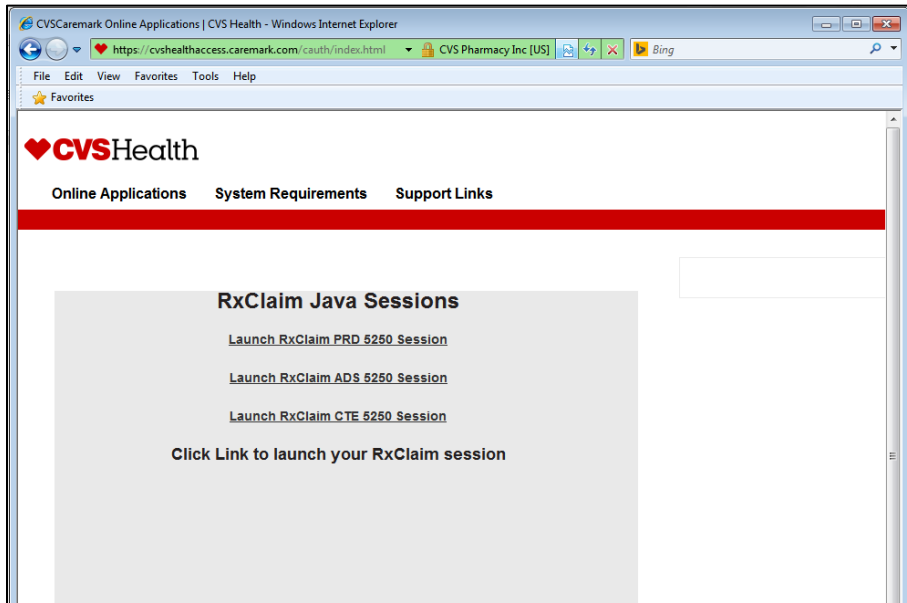 CVSCaremark Online Applications | CVS Health - Windows Internet Explorer
https://cvshealthaccess.caremark.com/cauth/index.html CVS Pharmacy Inc [US] Bing
File Edit View Favorites Tools Help
Favorites
CVSHealth
Online Applications System Requirements Support Links
RxClaim Java Sessions
Launch RxClaim PRD 5250 Session
Launch RxClaim ADS 5250 Session
Launch RxClaim CTE 5250 Session
Click Link to launch your RxClaim session